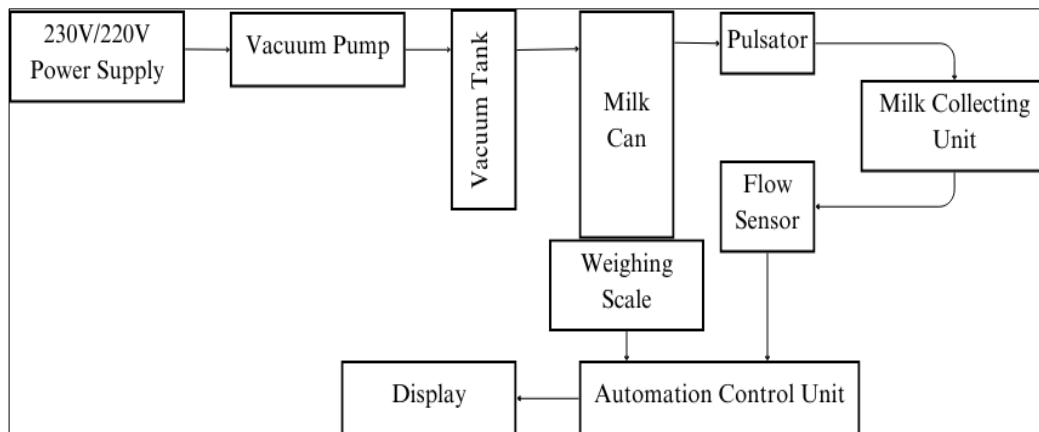 230V/220V
Power Supply
Vacuum Pump
Vacuum Tank
Milk
Can
Pulsator
Milk Collecting
Unit
Flow
Sensor
Weighing
Scale
Display
Automation Control Unit